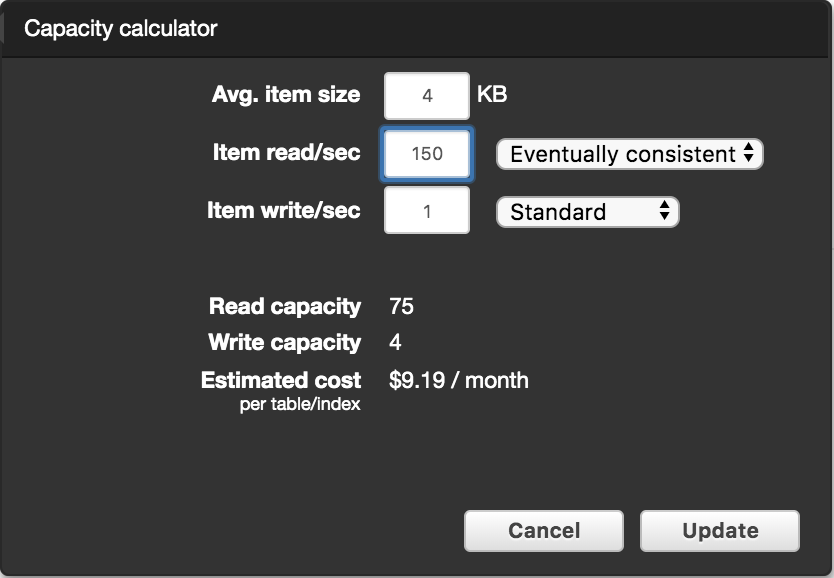 Capacity calculator
Avg. item size 4 KB
Item read/sec 150 Eventually consistent
Item write/sec 1 Standard
Read capacity 75
Write capacity 4
Estimated cost $9.19 / month
per table/index
Cancel Update